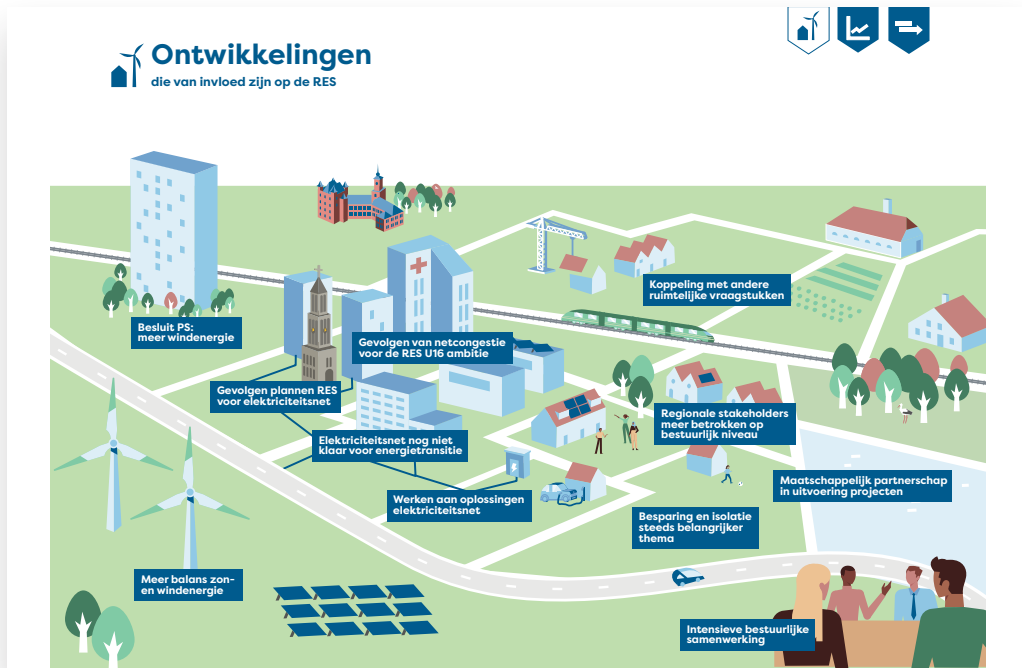 Ontwikkelingen
die van invloed zijn op de RES
Koppeling met andere
ruimtelijke vraagstukken
Besluit PS:
meer windenergie
Gevolgen van netcongestie
voor de RES U16 ambitie
Gevolgen plannen RES
voor elektriciteitsnet
Regionale stakeholders
meer betrokken op
bestuurlijk niveau
Elektriciteitsnet nog niet
klaar voor energietransitie
Maatschappelijk partnerschap
in uitvoering projecten
Werken aan oplossingen
elektriciteitsnet
Besparing en isolatie
steeds belangrijker
thema
Meer balans zon-
en windenergie
Intensieve bestuurlijke
samenwerking